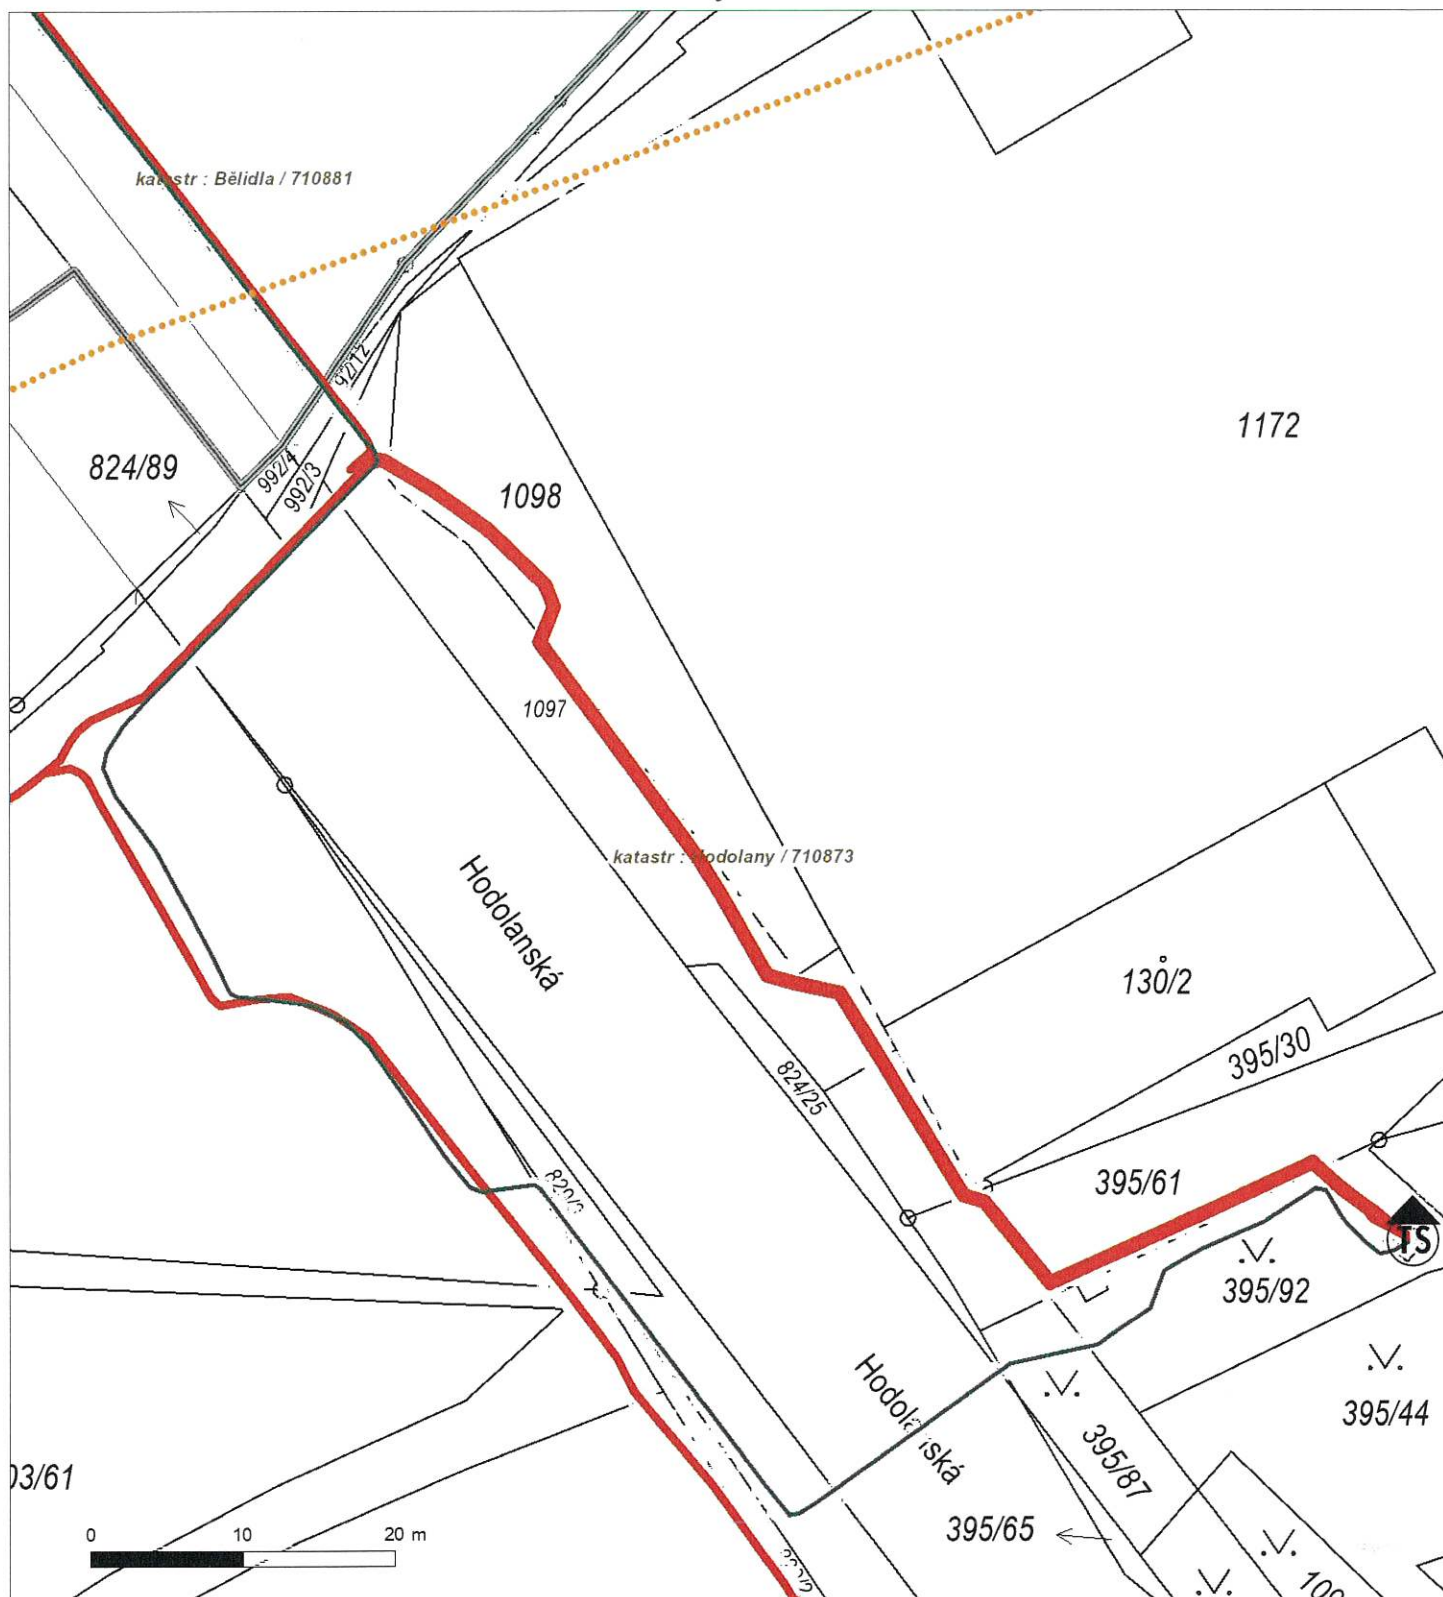 katastr : Bělidla / 710881
92/12
1172
824/89
992/4
992/3
1098
1097
katastr : Hodolany / 710873
Hodolanská
130/2
395/30
824/25
395/61
TS
395/92
Hodolanská
395/44
395/87
395/65
0 10 20 m